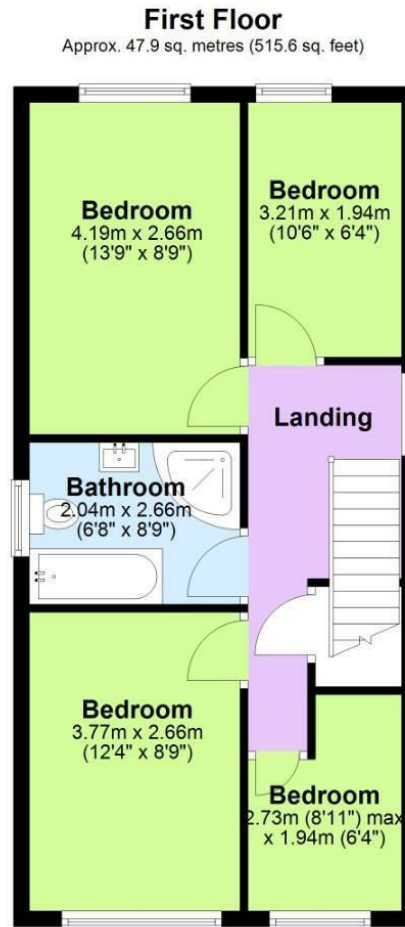 First Floor
Approx. 47.9 sq. metres (515.6 sq. feet)
Bedroom
4.19m x 2.66m
(13'9" x 8'9")
Bedroom
3.21m x 1.94m
(10'6" x 6'4")
Landing
Bathroom
2.04m x 2.66m
(6'8" x 8'9")
Bedroom
3.77m x 2.66m
(12'4" x 8'9")
Bedroom
2.73m (8'11") max
x 1.94m (6'4")